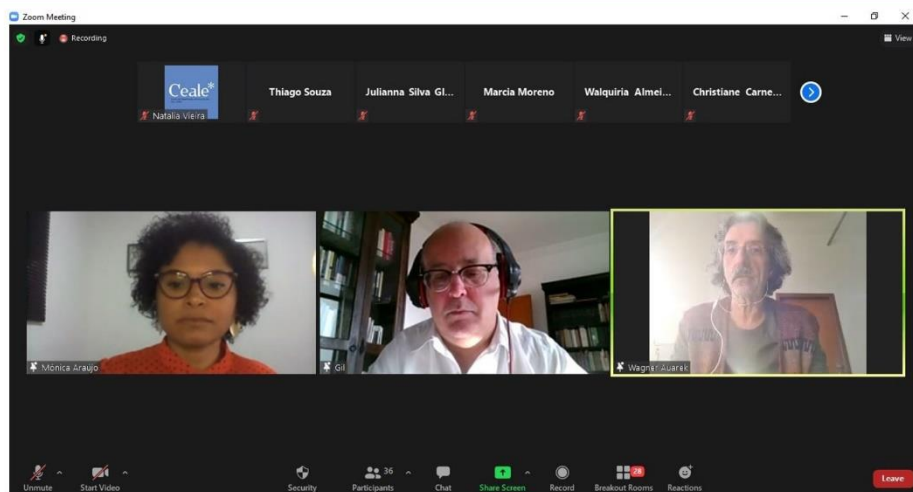 Zoom Meeting
Recording
View
Ceale*
Natália Vieira
Thiago Souza
Julianna Silva Gl...
Marcia Moreno
Walquiria Almei...
Christiane Carne...
Mônica Araujo
Gil
Wagner Auarek
Unmute
Start Video
Security
36
Participants
Chat
Share Screen
Record
28
Breakout Rooms
Reactions
Leave